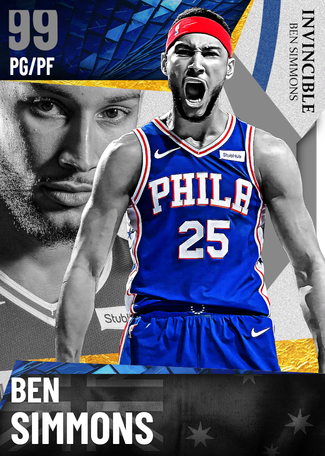 99
PG/PF
INVINCIBLE
BEN SIMMONS
StubHub
PHILA
25
BEN
SIMMONS